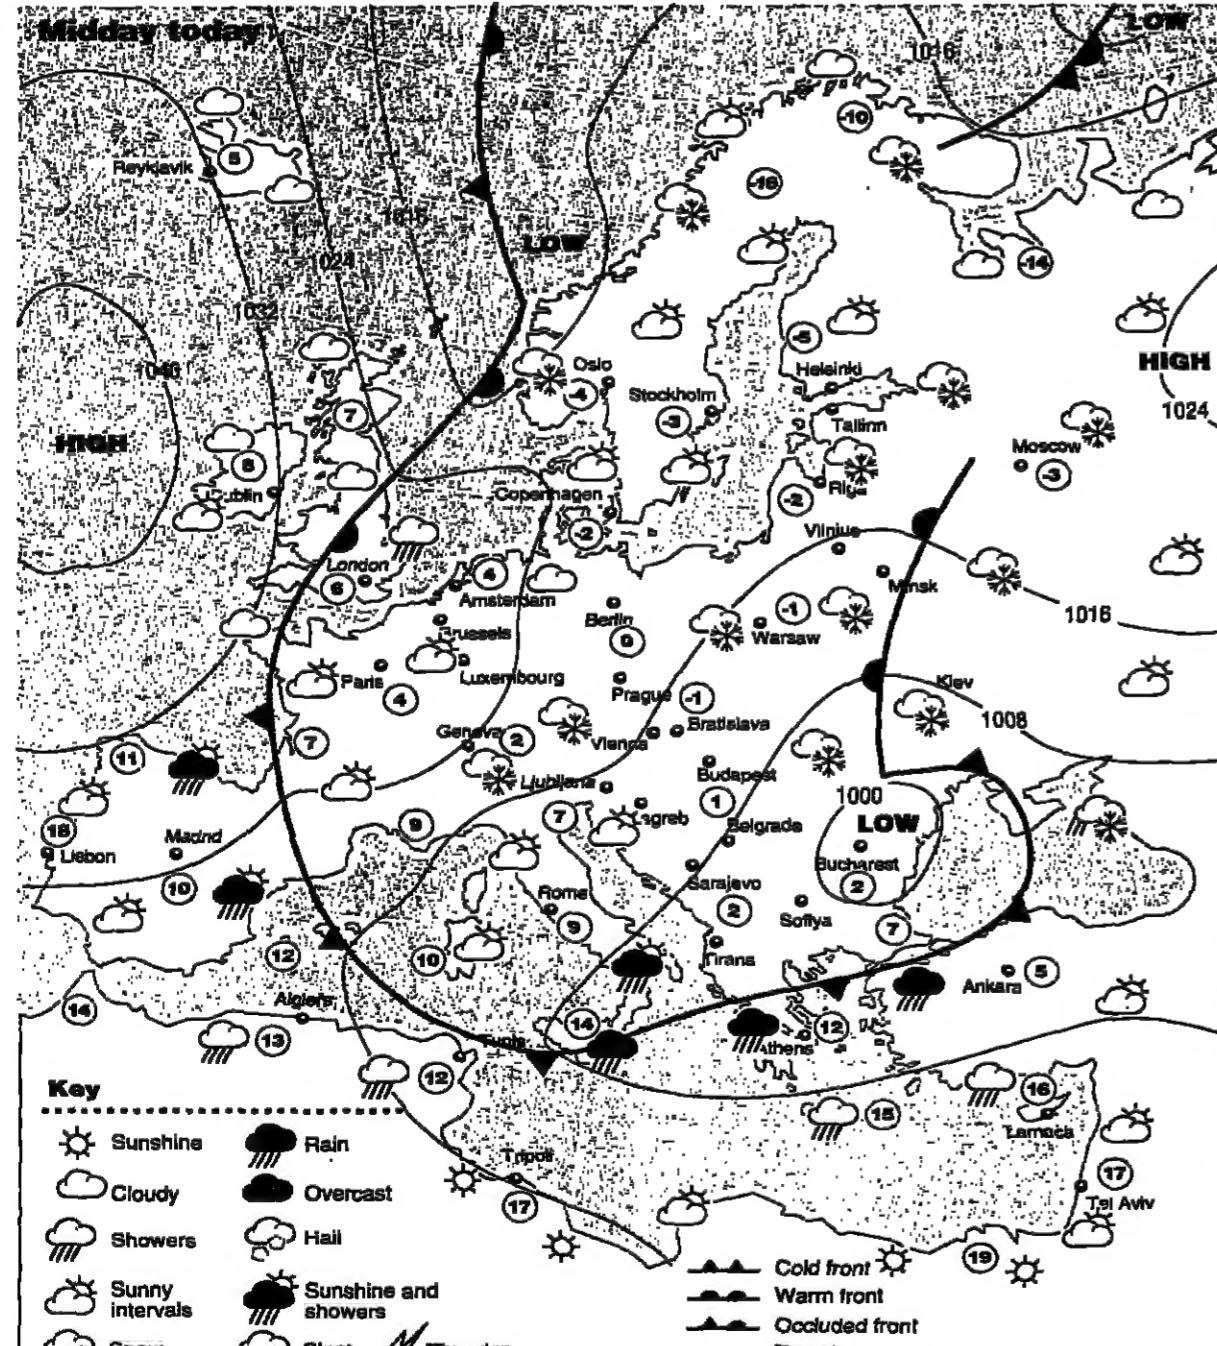 Midday today
LOW
1016
-10
5
Reykjavik
-16
1016
LOW
-14
1024
1032
HIGH
1040
-5
Oslo
Helsinki
-4
Stockholm
1024
7
-3
Tallinn
HIGH
Moscow
8
-3
Dublin
Copenhagen
Riga
-2
-2
Vilnius
London
4
Minsk
6
Amsterdam
Berlin
-1
1016
Brussels
Warsaw
0
Paris
Luxembourg
Prague
Kiev
4
-1
1008
Geneva
2
Bratislava
7
Vienna
11
Budapest
Ljubljana
1000
1
18
9
7
Zagreb
LOW
Madrid
Belgrade
Lisbon
Bucharest
10
Sarajevo
2
Rome
2
Sofiya
9
7
12
10
Tirana
Ankara
5
14
Algiers
14
12
13
Tunis
Athens
12
16
15
Larnaca
Tripoli
17
17
Tel Aviv
19
Key
Sunshine
Rain
Cloudy
Overcast
Showers
Hail
Sunny
intervals
Sunshine and
showers
Snow
Sleet
Cold front
Warm front
Occluded front